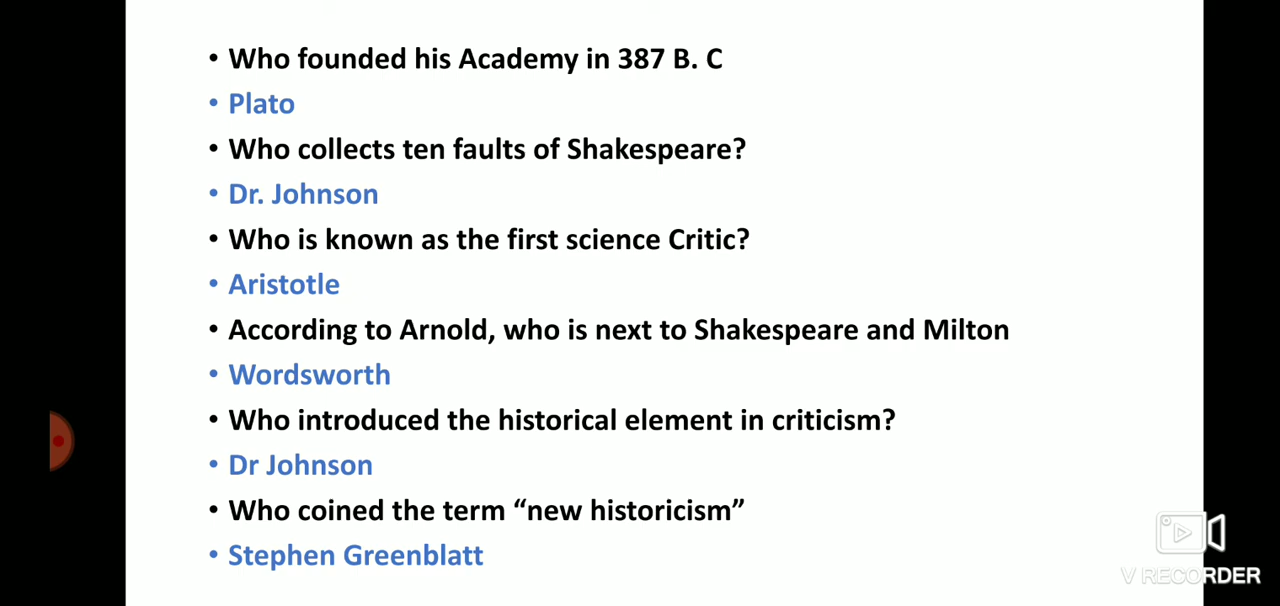 • Who founded his Academy in 387 B. C
• Plato
• Who collects ten faults of Shakespeare?
• Dr. Johnson
• Who is known as the first science Critic?
• Aristotle
• According to Arnold, who is next to Shakespeare and Milton
• Wordsworth
• Who introduced the historical element in criticism?
• Dr Johnson
• Who coined the term “new historicism”
• Stephen Greenblatt
V RECORDER